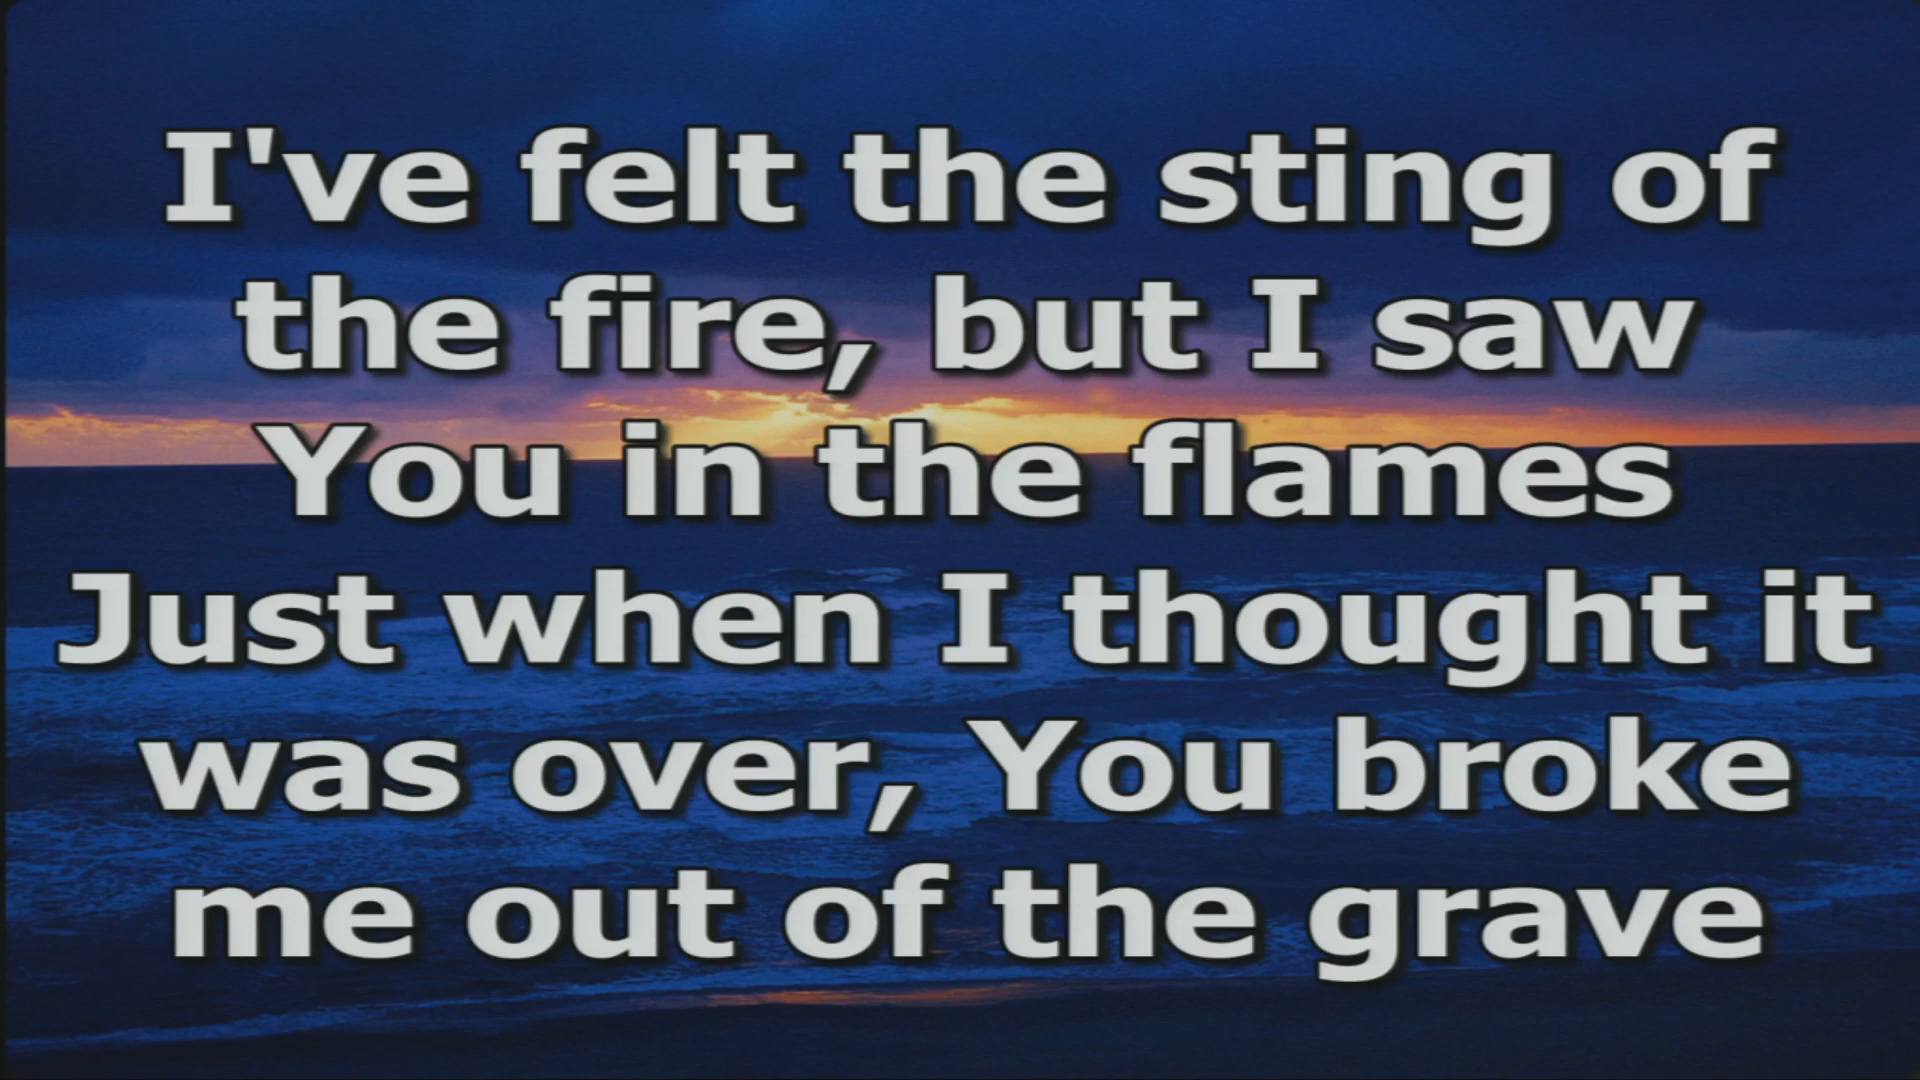 I've felt the sting of
the fire, but I saw
You in the flames
Just when I thought it
was over, You broke
me out of the grave